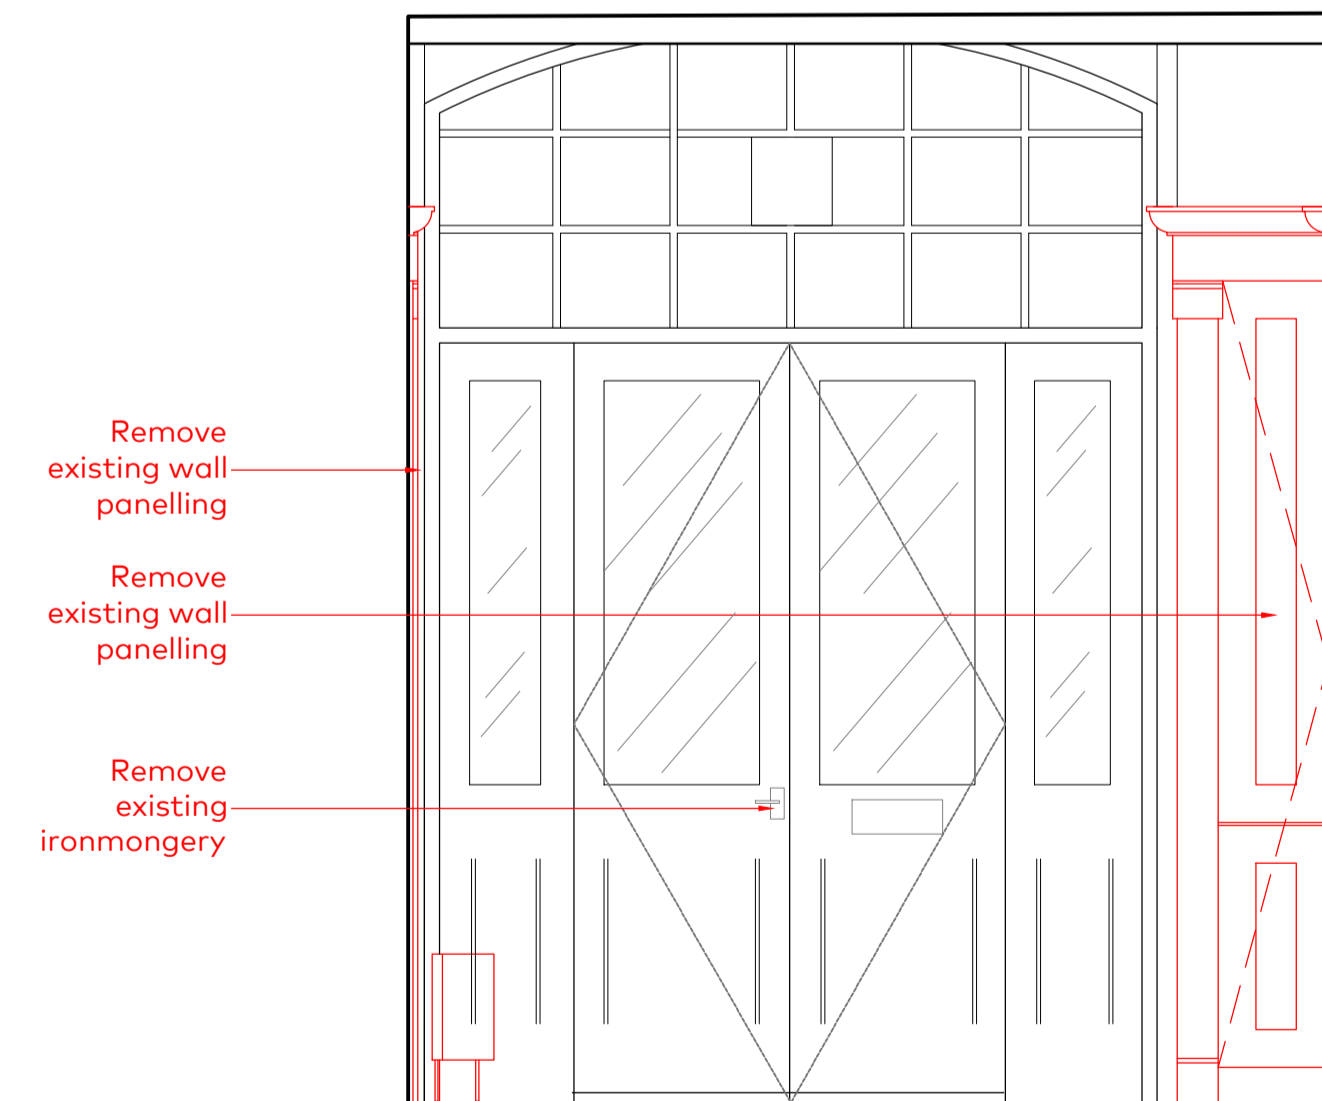 Remove
existing wall
panelling
Remove
existing wall
panelling
Remove
existing
ironmongery